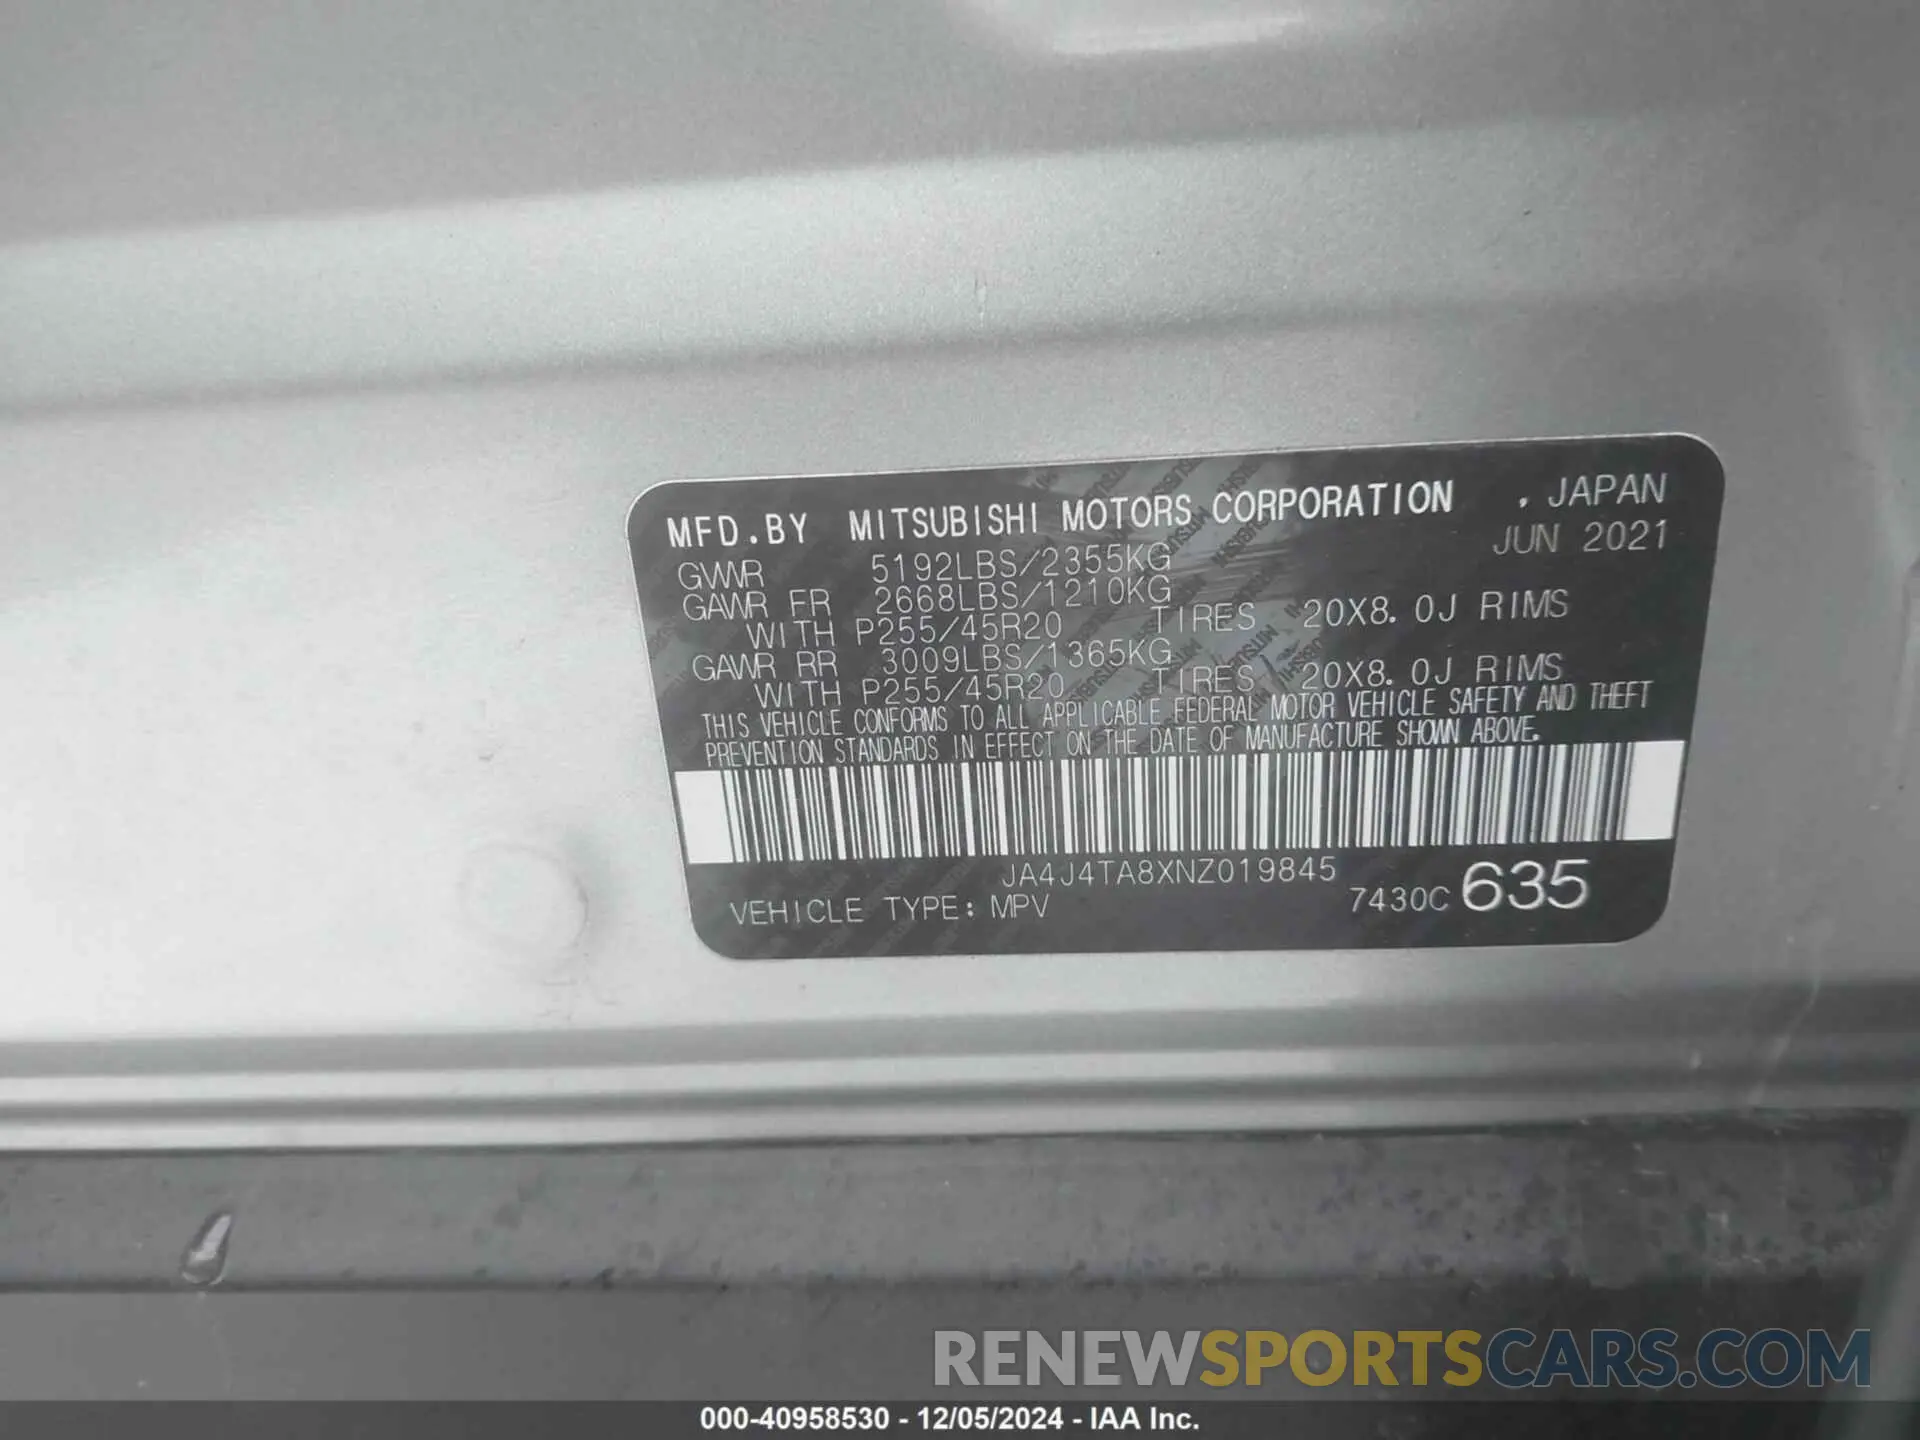 MFD.BY MITSUBISHI MOTORS CORPORATION , JAPAN
JUN 2021
GVWR 5192LBS/2355KG
GAWR FR 2668LBS/1210KG
WITH P255/45R20 TIRES 20X8.0J RIMS
GAWR RR 3009LBS/1365KG
WITH P255/45R20 TIRES 20X8.0J RIMS
THIS VEHICLE CONFORMS TO ALL APPLICABLE FEDERAL MOTOR VEHICLE SAFETY AND THEFT
PREVENTION STANDARDS IN EFFECT ON THE DATE OF MANUFACTURE SHOWN ABOVE.
JA4J4TA8XNZ019845
VEHICLE TYPE: MPV 7430C 635
RENEWSPORTSCARS.COM
000-40958530 - 12/05/2024 - IAA Inc.